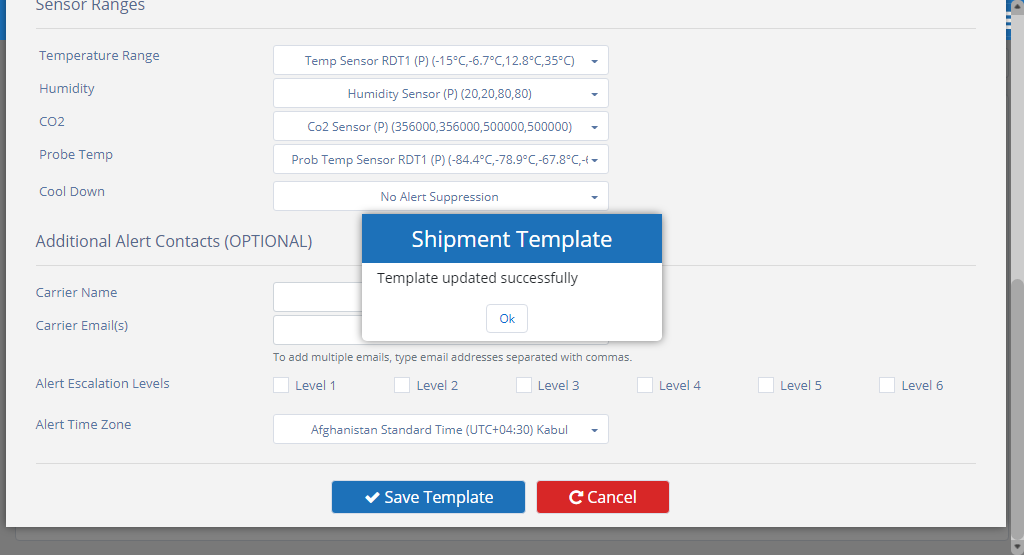 Sensor Ranges
Temperature Range
Temp Sensor RDT1 (P) (-15°C,-6.7°C,12.8°C,35°C)
Humidity
Humidity Sensor (P) (20,20,80,80)
CO2
Co2 Sensor (P) (356000,356000,500000,500000)
Probe Temp
Prob Temp Sensor RDT1 (P) (-84.4°C,-78.9°C,-67.8°C,-
Cool Down
No Alert Suppression
Shipment Template
Template updated successfully
Ok
Additional Alert Contacts (OPTIONAL)
Carrier Name
Carrier Email(s)
To add multiple emails, type email addresses separated with commas.
Alert Escalation Levels
Level 1
Level 2
Level 3
Level 4
Level 5
Level 6
Alert Time Zone
Afghanistan Standard Time (UTC+04:30) Kabul
Save Template
Cancel